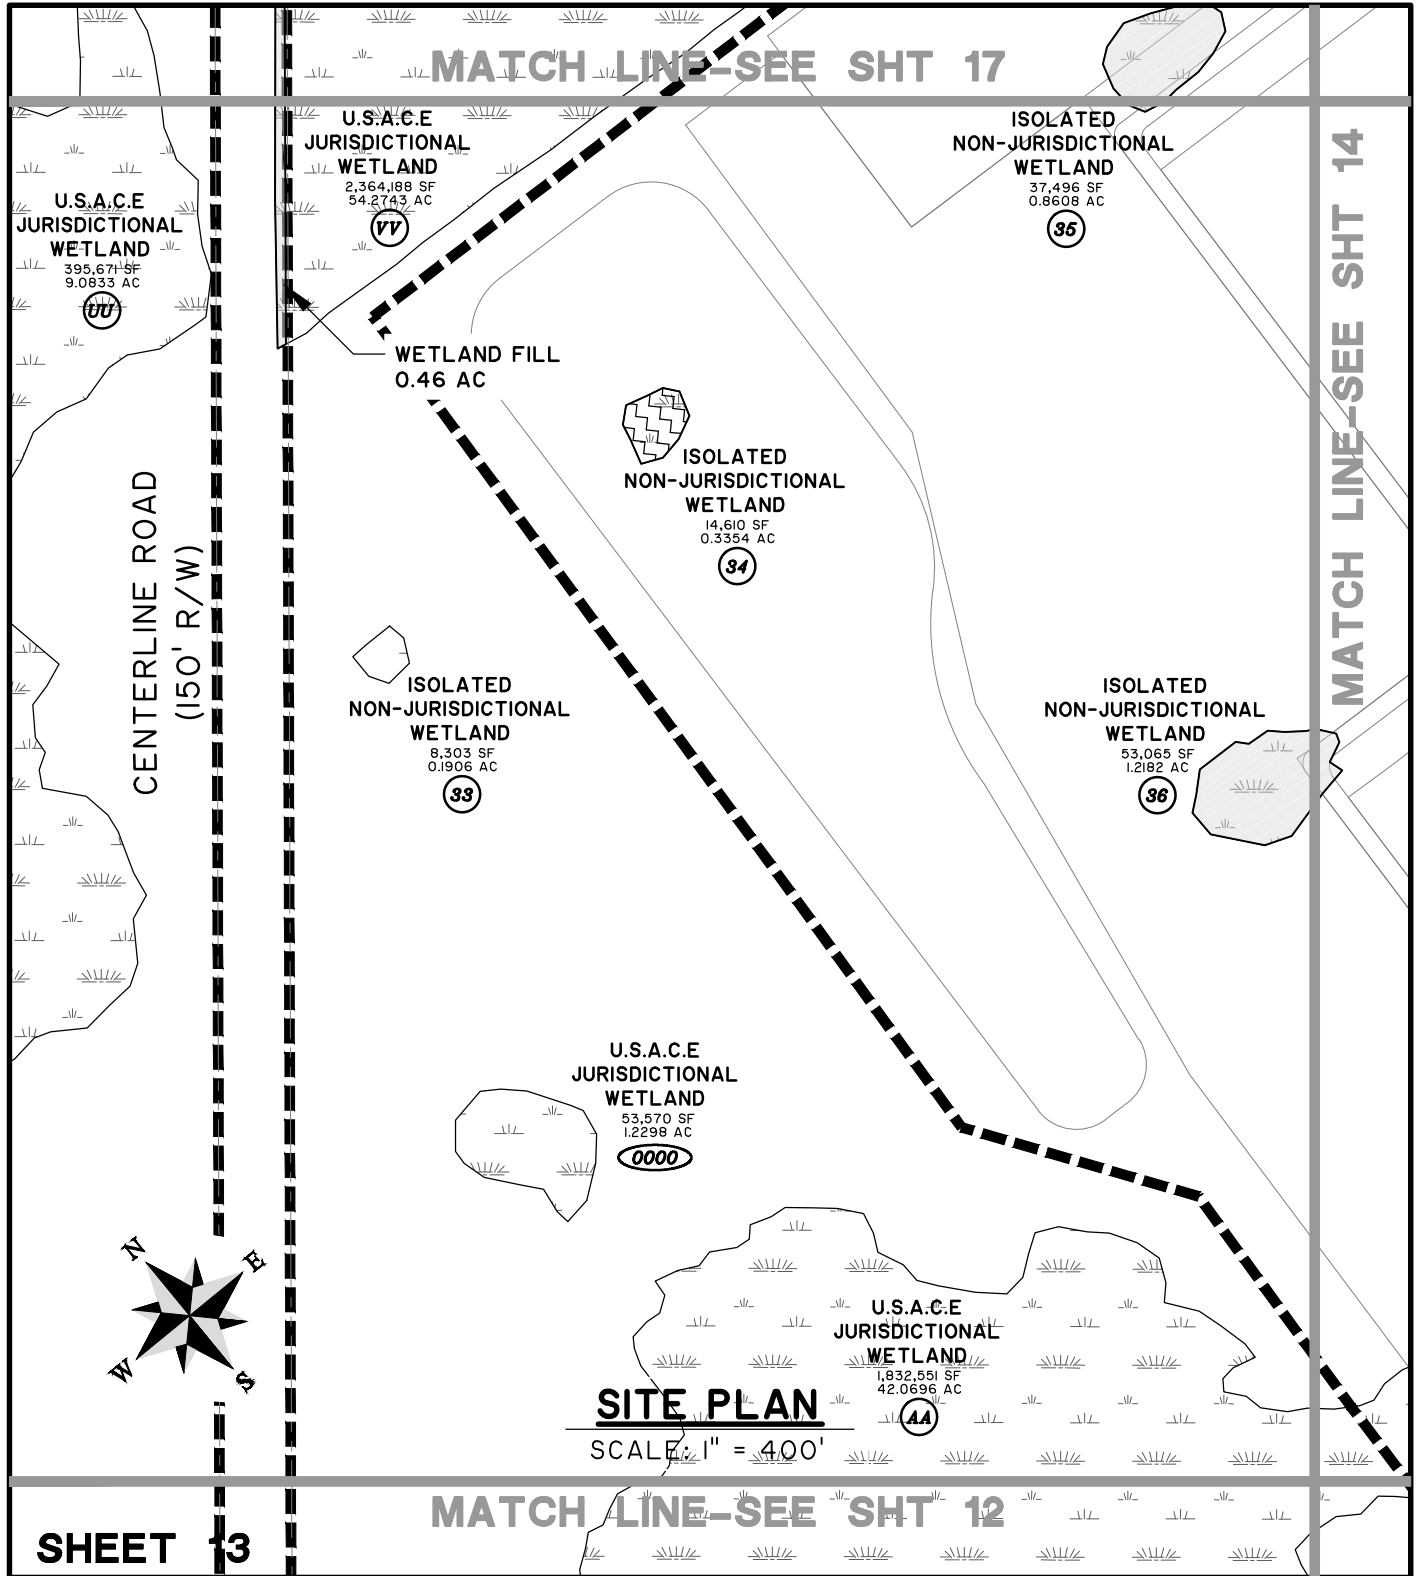 MATCH LINE-SEE SHT 17
U.S.A.C.E
JURISDICTIONAL
WETLAND
2,364,188 SF
54.2743 AC
VV
ISOLATED
NON-JURISDICTIONAL
WETLAND
37,496 SF
0.8608 AC
35
U.S.A.C.E
JURISDICTIONAL
WETLAND
395,671 SF
9.0833 AC
UU
MATCH LINE-SEE SHT 14
WETLAND FILL
0.46 AC
ISOLATED
NON-JURISDICTIONAL
WETLAND
14,610 SF
0.3354 AC
34
CENTERLINE ROAD
(150' R/W)
ISOLATED
NON-JURISDICTIONAL
WETLAND
8,303 SF
0.1906 AC
33
ISOLATED
NON-JURISDICTIONAL
WETLAND
53,065 SF
1.2182 AC
36
U.S.A.C.E
JURISDICTIONAL
WETLAND
53,570 SF
1.2298 AC
OOOO
N
E
W
S
U.S.A.C.E
JURISDICTIONAL
WETLAND
1,832,551 SF
42.0696 AC
AA
SITE PLAN
SCALE: 1" = 400'
MATCH LINE-SEE SHT 12
SHEET 13